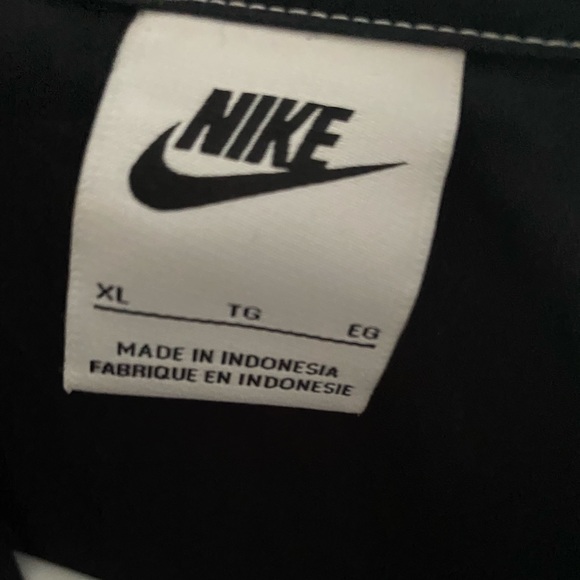 NIKE
XL TG EG
MADE IN INDONESIA
FABRIQUE EN INDONESIE